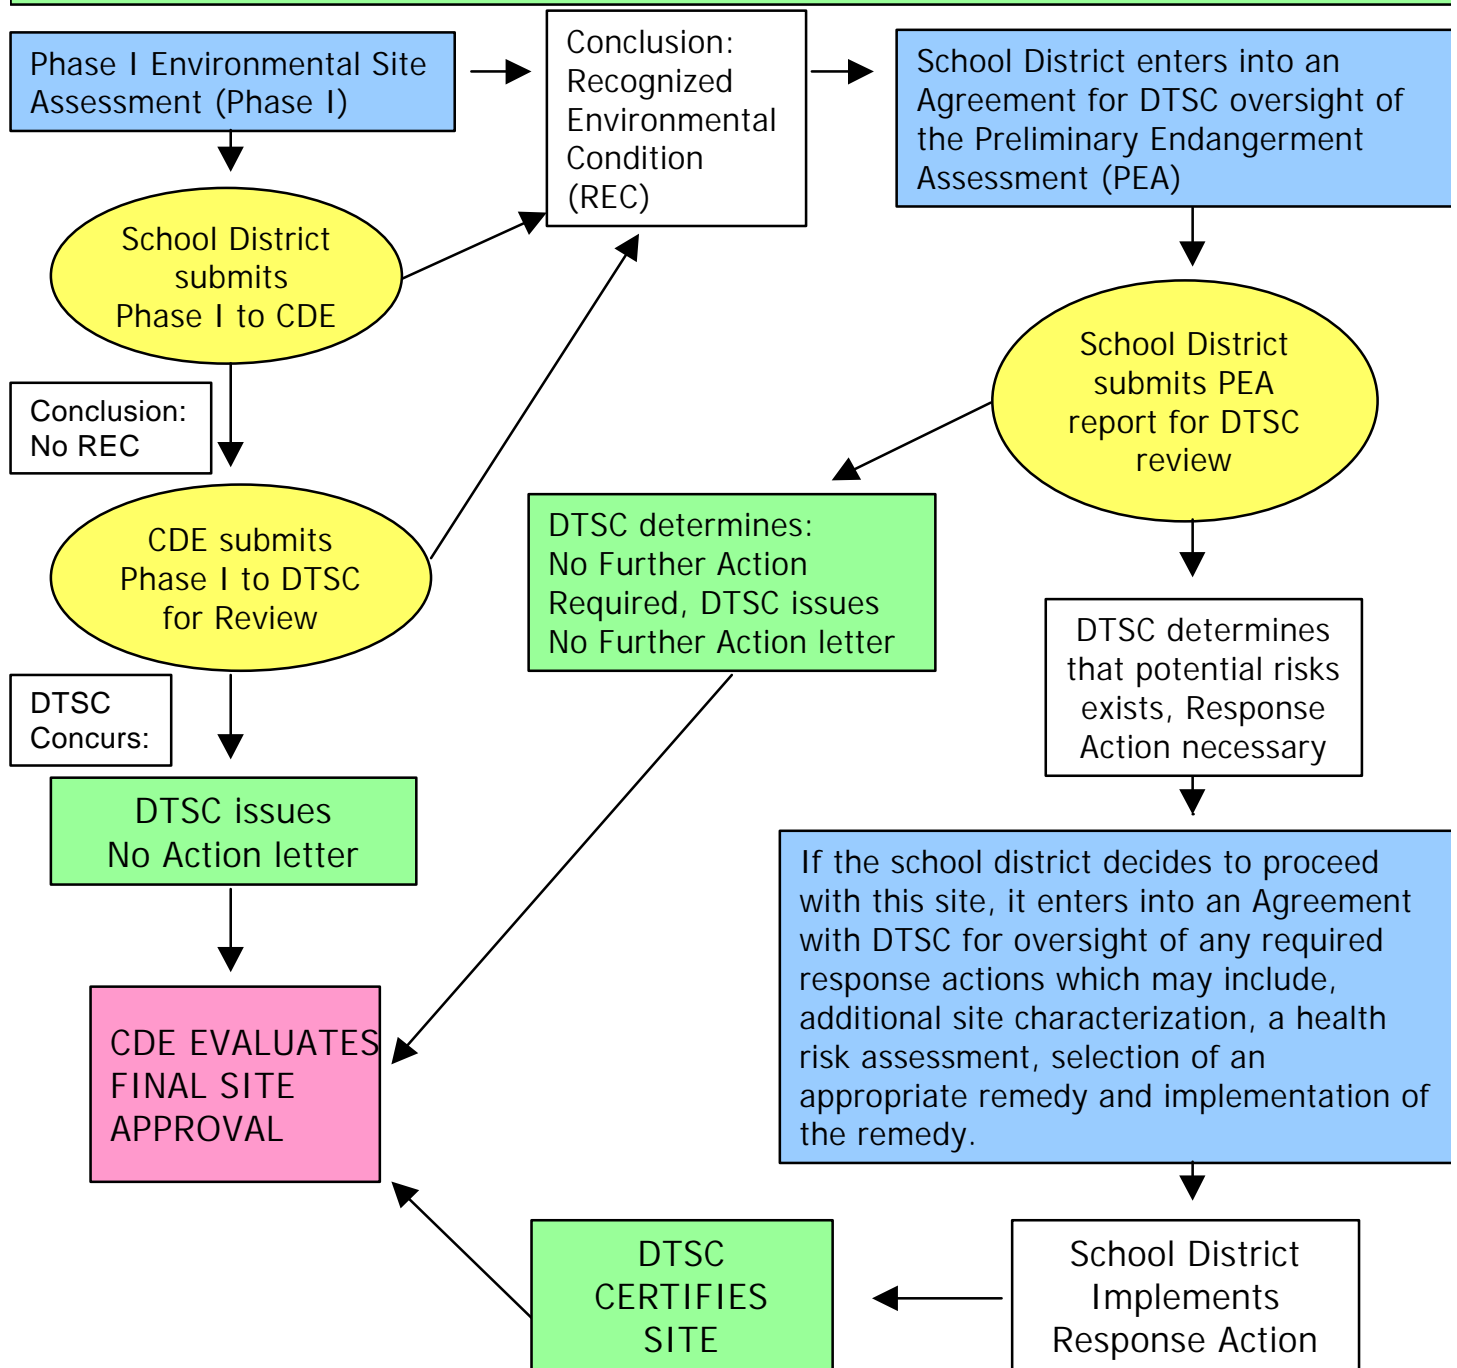 Phase I Environmental Site
Assessment (Phase I)
Conclusion:
Recognized
Environmental
Condition
(REC)
School District enters into an
Agreement for DTSC oversight of
the Preliminary Endangerment
Assessment (PEA)
School District
submits
Phase I to CDE
School District
submits PEA
report for DTSC
review
Conclusion:
No REC
CDE submits
Phase I to DTSC
for Review
DTSC determines:
No Further Action
Required, DTSC issues
No Further Action letter
DTSC determines
that potential risks
exists, Response
Action necessary
DTSC
Concurs:
DTSC issues
No Action letter
If the school district decides to proceed
with this site, it enters into an Agreement
with DTSC for oversight of any required
response actions which may include,
additional site characterization, a health
risk assessment, selection of an
appropriate remedy and implementation of
the remedy.
CDE EVALUATES
FINAL SITE
APPROVAL
DTSC
CERTIFIES
SITE
School District
Implements
Response Action